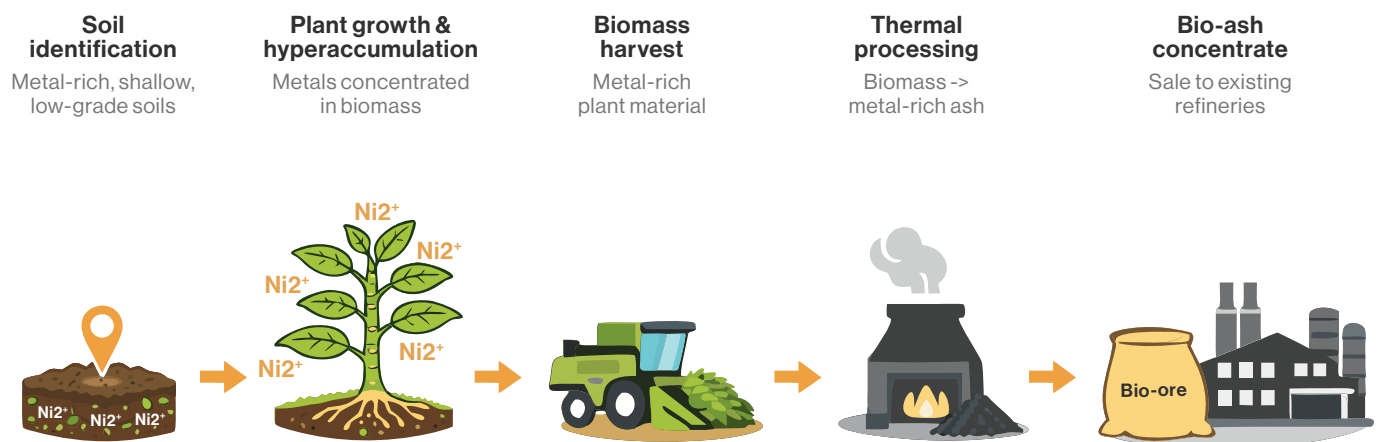 Soil
identification
Metal-rich, shallow,
low-grade soils
Plant growth &
hyperaccumulation
Metals concentrated
in biomass
Biomass
harvest
Metal-rich
plant material
Thermal
processing
Biomass ->
metal-rich ash
Bio-ash
concentrate
Sale to existing
refineries
Ni2⁺
Ni2⁺
Ni2⁺
Ni2⁺
Ni2⁺
Ni2⁺
Ni2⁺
Ni2⁺
Bio-ore